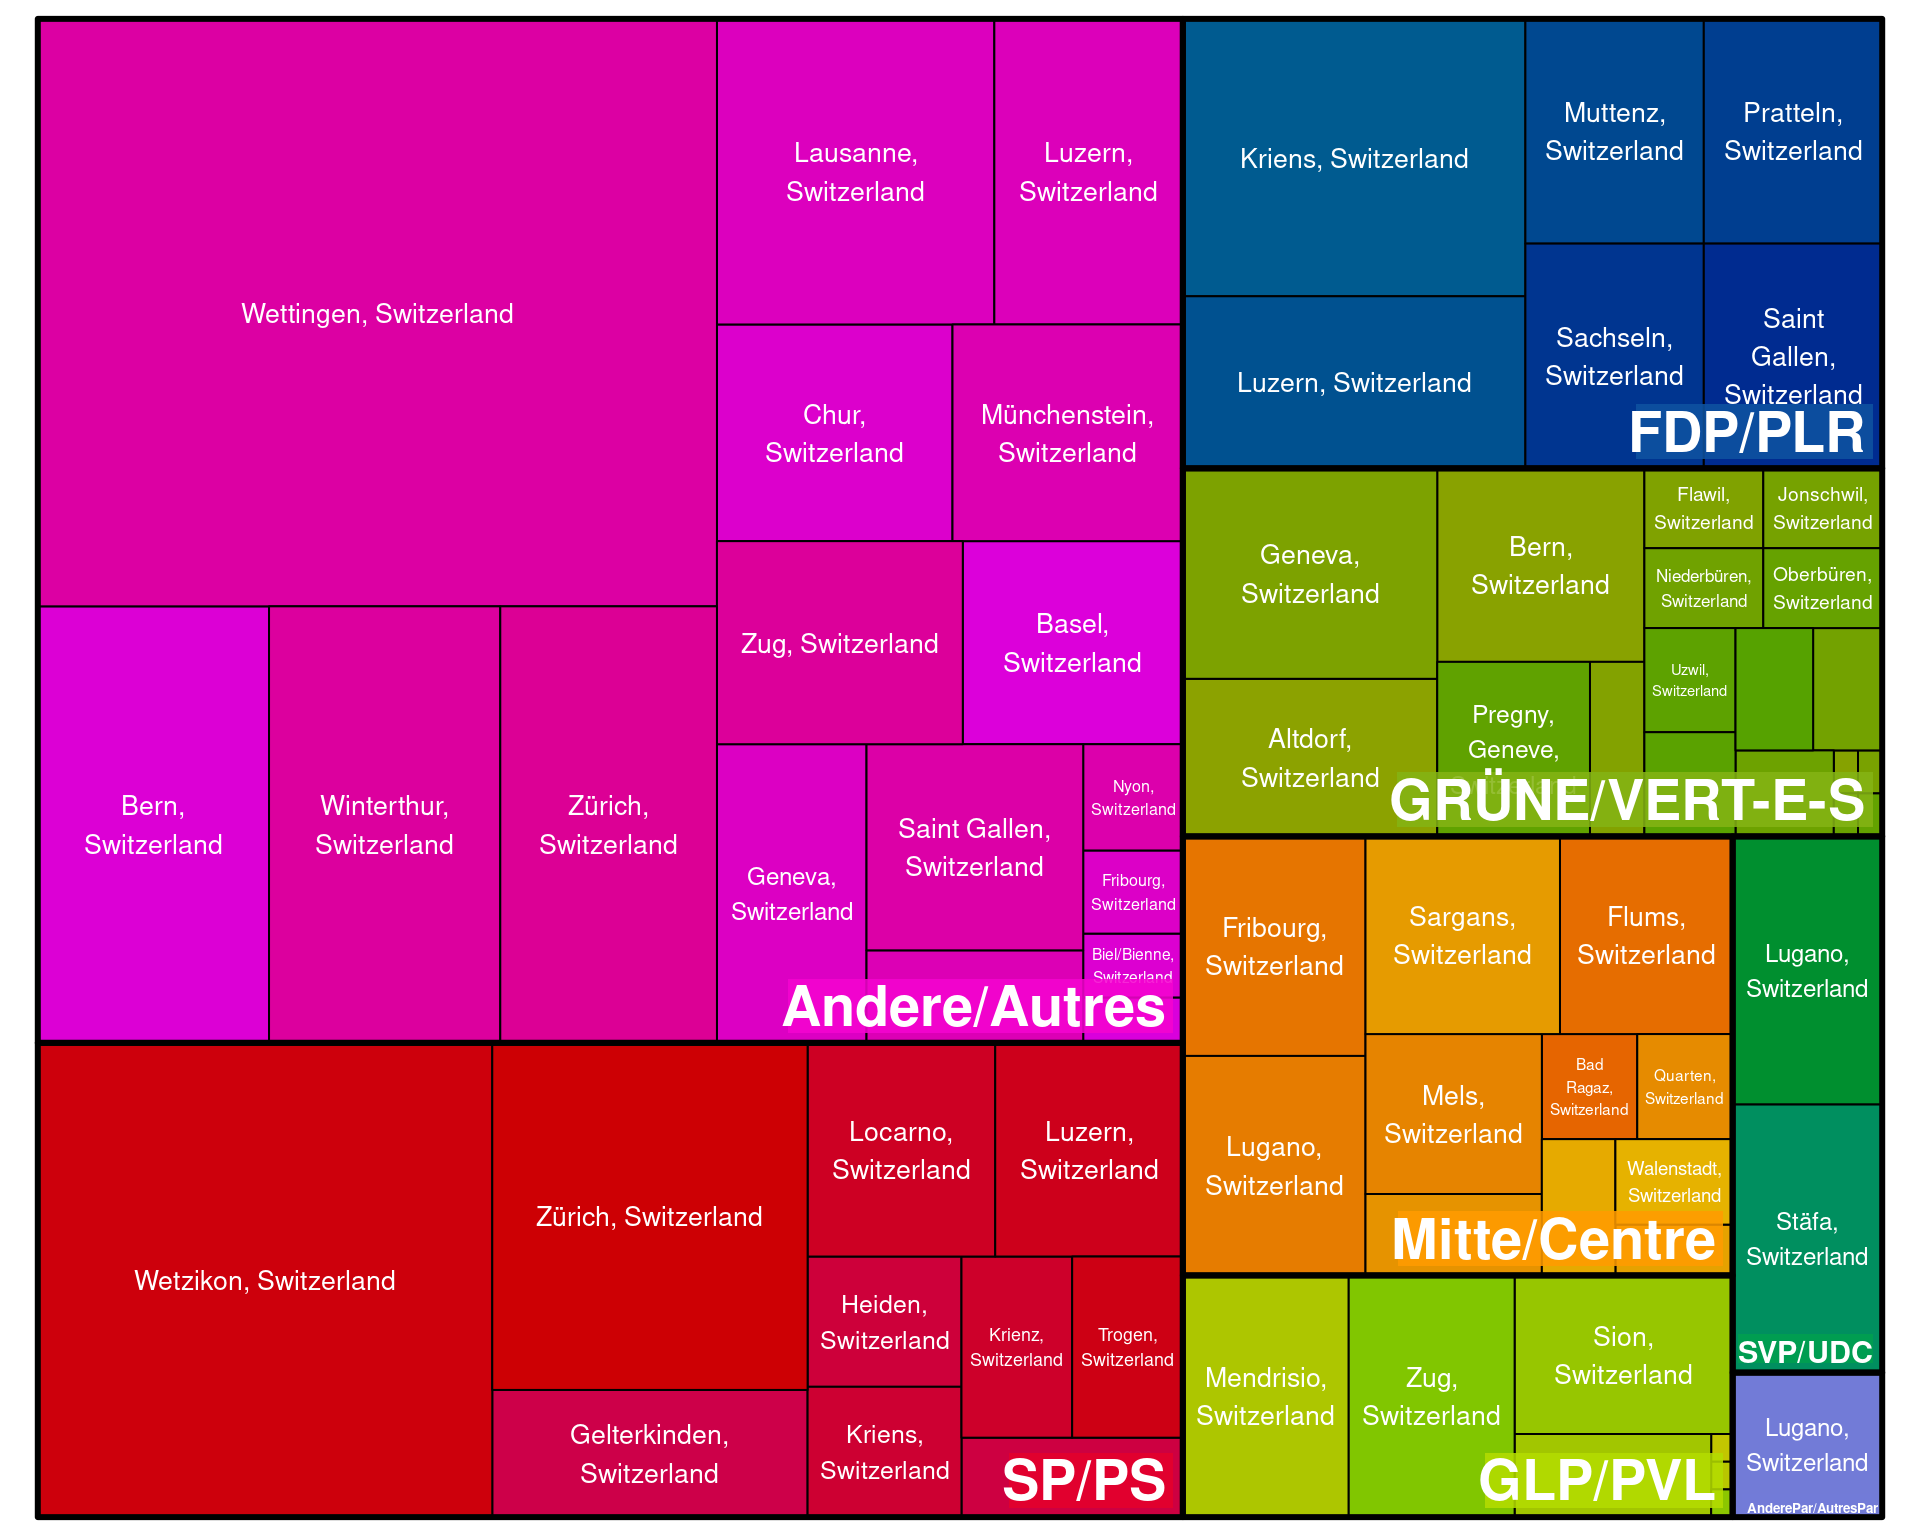 Wettingen, Switzerland
Lausanne,
Switzerland
Luzern,
Switzerland
Chur,
Switzerland
Münchenstein,
Switzerland
Zug, Switzerland
Basel,
Switzerland
Bern,
Switzerland
Winterthur,
Switzerland
Zürich,
Switzerland
Geneva,
Switzerland
Saint Gallen,
Switzerland
Nyon,
Switzerland
Fribourg,
Switzerland
Biel/Bienne,
Switzerland
Andere/Autres
Wetzikon, Switzerland
Zürich, Switzerland
Gelterkinden,
Switzerland
Locarno,
Switzerland
Luzern,
Switzerland
Heiden,
Switzerland
Krienz,
Switzerland
Trogen,
Switzerland
Kriens,
Switzerland
SP/PS
Kriens, Switzerland
Luzern, Switzerland
Muttenz,
Switzerland
Pratteln,
Switzerland
Sachseln,
Switzerland
Saint
Gallen,
Switzerland
FDP/PLR
Geneva,
Switzerland
Altdorf,
Switzerland
Bern,
Switzerland
Pregny,
Geneve,
Flawil,
Switzerland
Jonschwil,
Switzerland
Niederbüren,
Switzerland
Oberbüren,
Switzerland
Uzwil,
Switzerland
GRÜNE/VERT-E-S
Fribourg,
Switzerland
Lugano,
Switzerland
Sargans,
Switzerland
Flums,
Switzerland
Mels,
Switzerland
Bad
Ragaz,
Switzerland
Quarten,
Switzerland
Walenstadt,
Switzerland
Mitte/Centre
Mendrisio,
Switzerland
Zug,
Switzerland
Sion,
Switzerland
GLP/PVL
Lugano,
Switzerland
Stäfa,
Switzerland
SVP/UDC
Lugano,
Switzerland
AnderePar/AutresPar